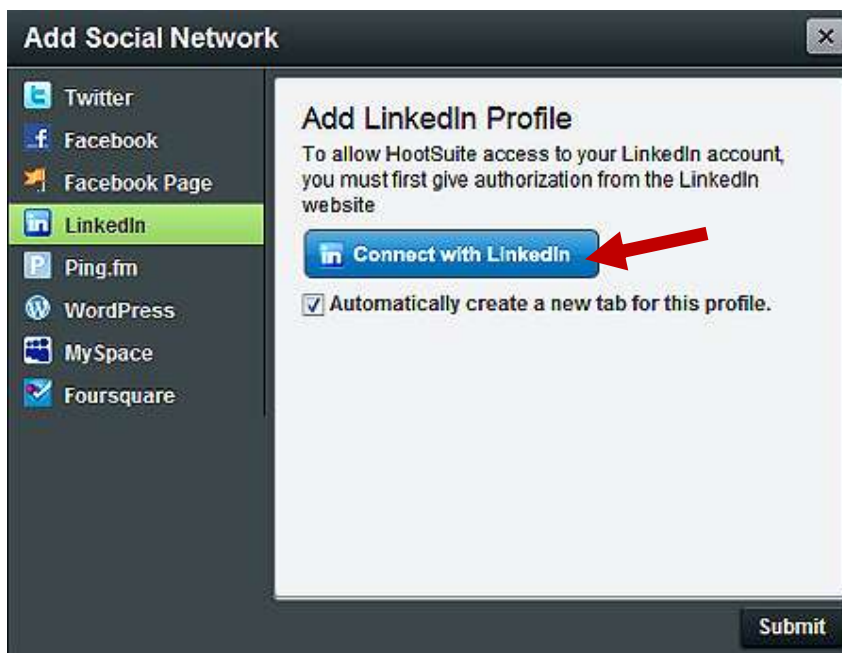 Add Social Network
Twitter
Facebook
Facebook Page
LinkedIn
Ping.fm
WordPress
MySpace
Foursquare
Add LinkedIn Profile
To allow HootSuite access to your LinkedIn account,
you must first give authorization from the LinkedIn
website
Connect with LinkedIn
Automatically create a new tab for this profile.
Submit